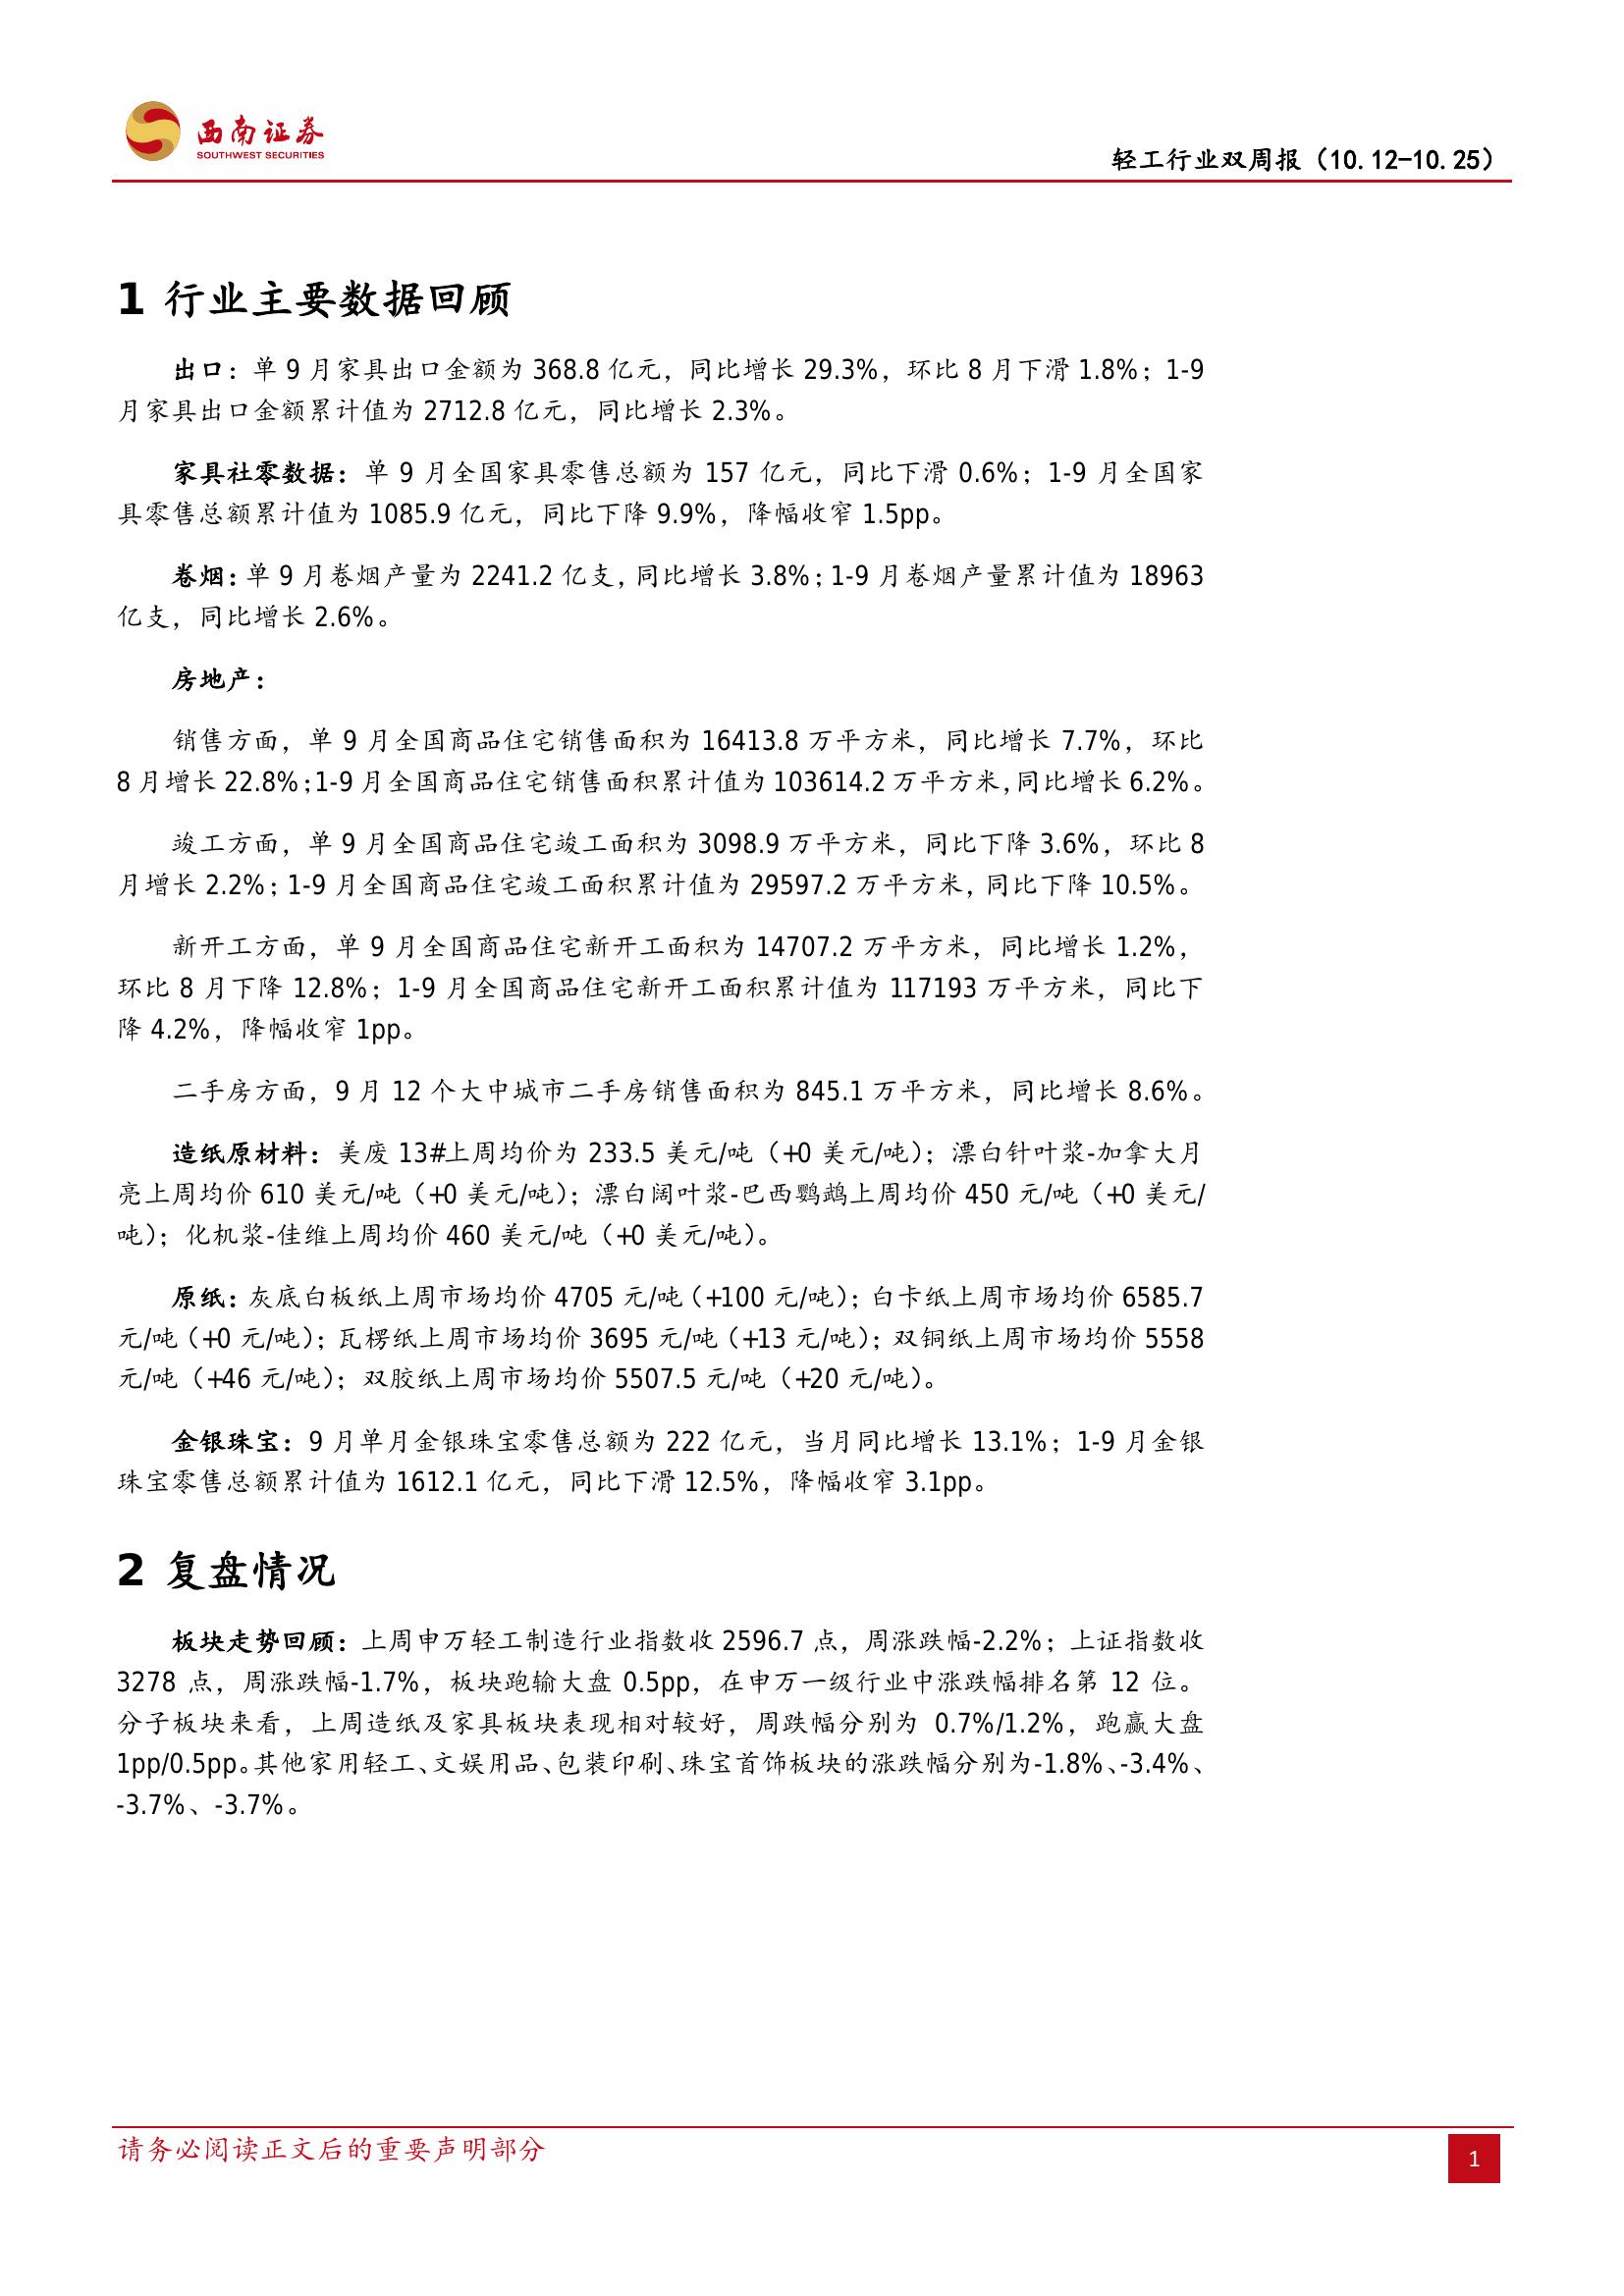 西南证券
SOUTHWEST SECURITIES
轻工行业双周报（10.12-10.25）
1 行业主要数据回顾
出口：单 9 月家具出口金额为 368.8 亿元，同比增长 29.3%，环比 8 月下滑 1.8%；1-9
月家具出口金额累计值为 2712.8 亿元，同比增长 2.3%。
家具社零数据：单 9 月全国家具零售总额为 157 亿元，同比下滑 0.6%；1-9 月全国家
具零售总额累计值为 1085.9 亿元，同比下降 9.9%，降幅收窄 1.5pp。
卷烟：单 9 月卷烟产量为 2241.2 亿支，同比增长 3.8%；1-9 月卷烟产量累计值为 18963
亿支，同比增长 2.6%。
房地产：
销售方面，单 9 月全国商品住宅销售面积为 16413.8 万平方米，同比增长 7.7%，环比
8 月增长 22.8%；1-9 月全国商品住宅销售面积累计值为 103614.2 万平方米，同比增长 6.2%。
竣工方面，单 9 月全国商品住宅竣工面积为 3098.9 万平方米，同比下降 3.6%，环比 8
月增长 2.2%；1-9 月全国商品住宅竣工面积累计值为 29597.2 万平方米，同比下降 10.5%。
新开工方面，单 9 月全国商品住宅新开工面积为 14707.2 万平方米，同比增长 1.2%，
环比 8 月下降 12.8%；1-9 月全国商品住宅新开工面积累计值为 117193 万平方米，同比下
降 4.2%，降幅收窄 1pp。
二手房方面，9 月 12 个大中城市二手房销售面积为 845.1 万平方米，同比增长 8.6%。
造纸原材料：美废 13#上周均价为 233.5 美元/吨（+0 美元/吨）；漂白针叶浆-加拿大月
亮上周均价 610 美元/吨（+0 美元/吨）；漂白阔叶浆-巴西鹦鹉上周均价 450 元/吨（+0 美元/
吨）；化机浆-佳维上周均价 460 美元/吨（+0 美元/吨）。
原纸：灰底白板纸上周市场均价 4705 元/吨（+100 元/吨）；白卡纸上周市场均价 6585.7
元/吨（+0 元/吨）；瓦楞纸上周市场均价 3695 元/吨（+13 元/吨）；双铜纸上周市场均价 5558
元/吨（+46 元/吨）；双胶纸上周市场均价 5507.5 元/吨（+20 元/吨）。
金银珠宝：9 月单月金银珠宝零售总额为 222 亿元，当月同比增长 13.1%；1-9 月金银
珠宝零售总额累计值为 1612.1 亿元，同比下滑 12.5%，降幅收窄 3.1pp。
2 复盘情况
板块走势回顾：上周申万轻工制造行业指数收 2596.7 点，周涨跌幅-2.2%；上证指数收
3278 点，周涨跌幅-1.7%，板块跑输大盘 0.5pp，在申万一级行业中涨跌幅排名第 12 位。
分子板块来看，上周造纸及家具板块表现相对较好，周跌幅分别为 0.7%/1.2%，跑赢大盘
1pp/0.5pp。其他家用轻工、文娱用品、包装印刷、珠宝首饰板块的涨跌幅分别为-1.8%、-3.4%、
-3.7%、-3.7%。
请务必阅读正文后的重要声明部分
1